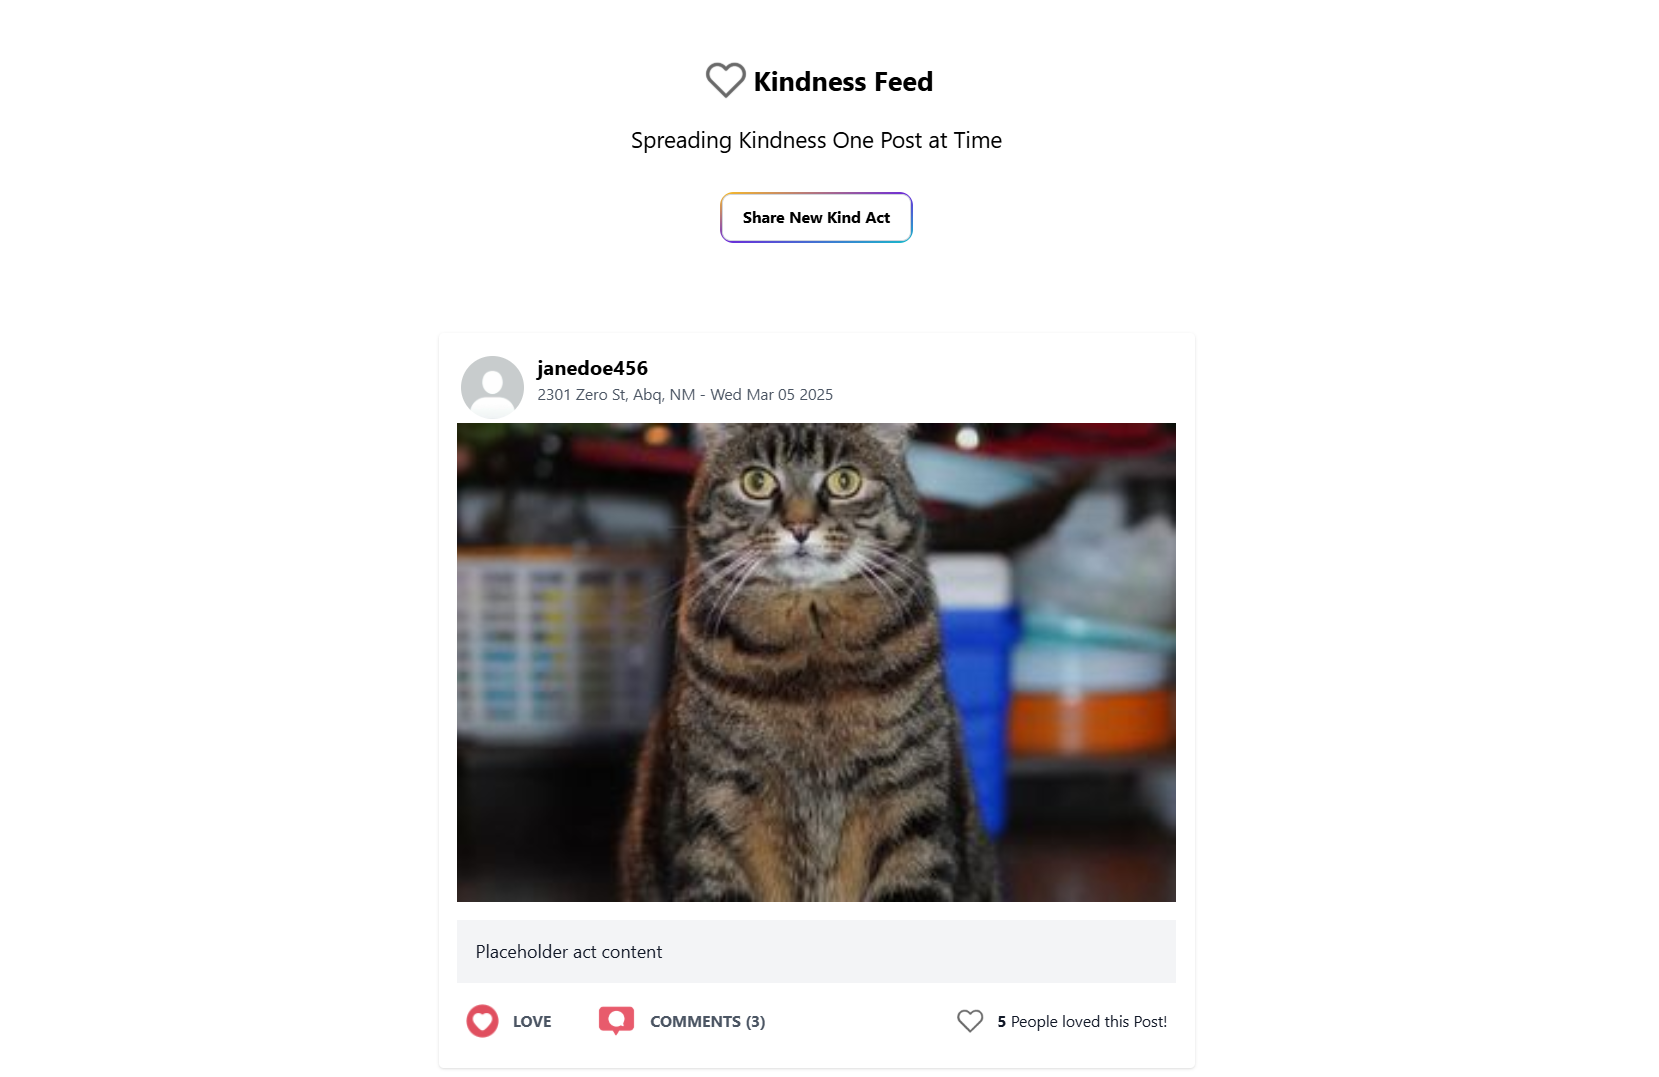 Kindness Feed
Spreading Kindness One Post at Time
Share New Kind Act
janedoe456
2301 Zero St, Abq, NM - Wed Mar 05 2025
Placeholder act content
LOVE COMMENTS (3) 5 People loved this Post!